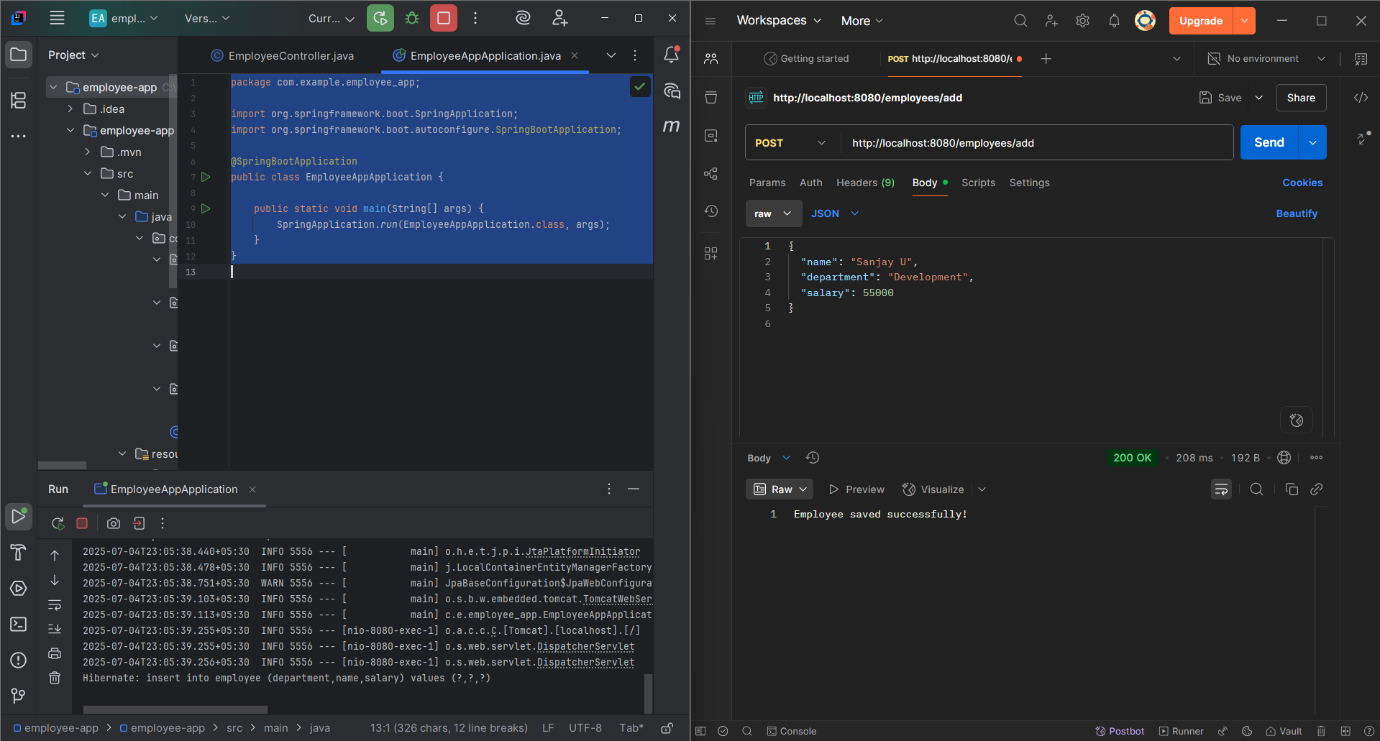 EA empl...
Vers...
Curr...
Project
EmployeeController.java
EmployeeAppApplication.java
employee-app
.idea
employee-app
.mvn
src
main
java
resou
1 package com.example.employee_app;
2
3 import org.springframework.boot.SpringApplication;
4 import org.springframework.boot.autoconfigure.SpringBootApplication;
5
6 @SpringBootApplication
7 public class EmployeeAppApplication {
8
9 public static void main(String[] args) {
10 SpringApplication.run(EmployeeAppApplication.class, args);
11 }
12 }
13
Run EmployeeAppApplication
2025-07-04T23:05:38.440+05:30 INFO 5556 --- [ main] o.h.e.t.j.p.i.JtaPlatformInitiator
2025-07-04T23:05:38.478+05:30 INFO 5556 --- [ main] j.LocalContainerEntityManagerFactory
2025-07-04T23:05:38.751+05:30 WARN 5556 --- [ main] JpaBaseConfiguration$JpaWebConfigura
2025-07-04T23:05:39.103+05:30 INFO 5556 --- [ main] o.s.b.w.embedded.tomcat.TomcatWebSer
2025-07-04T23:05:39.113+05:30 INFO 5556 --- [ main] c.e.employee_app.EmployeeAppApplicat
2025-07-04T23:05:39.255+05:30 INFO 5556 --- [nio-8080-exec-1] o.a.c.c.C.[Tomcat].[localhost].[/]
2025-07-04T23:05:39.255+05:30 INFO 5556 --- [nio-8080-exec-1] o.s.web.servlet.DispatcherServlet
2025-07-04T23:05:39.256+05:30 INFO 5556 --- [nio-8080-exec-1] o.s.web.servlet.DispatcherServlet
Hibernate: insert into employee (department,name,salary) values (?,?,?)
employee-app > employee-app > src > main > java 13:1 (326 chars, 12 line breaks) LF UTF-8 Tab*
Workspaces More Upgrade
Getting started POST http://localhost:8080/e No environment
HTTP http://localhost:8080/employees/add Save Share
POST http://localhost:8080/employees/add Send
Params Auth Headers (9) Body Scripts Settings Cookies
raw JSON Beautify
1 {
2 "name": "Sanjay U",
3 "department": "Development",
4 "salary": 55000
5 }
6
Body 200 OK 208 ms 192 B
Raw Preview Visualize
1 Employee saved successfully!
Console Postbot Runner Vault